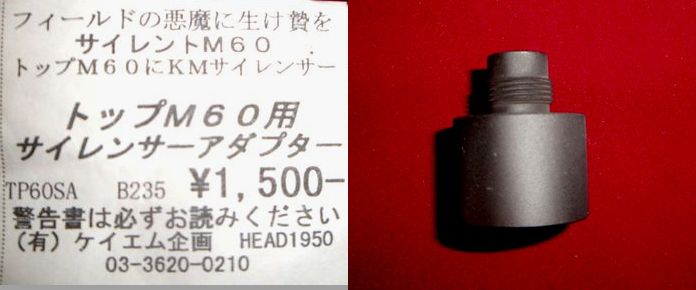 フィールドの悪魔に生け贄を
サイレントM60
トップM60にKMサイレンサー
トップM60用
サイレンサーアダプター
TP60SA B235 ¥1,500-
警告書は必ずお読みください
(有)ケイエム企画 HEAD1950
03-3620-0210